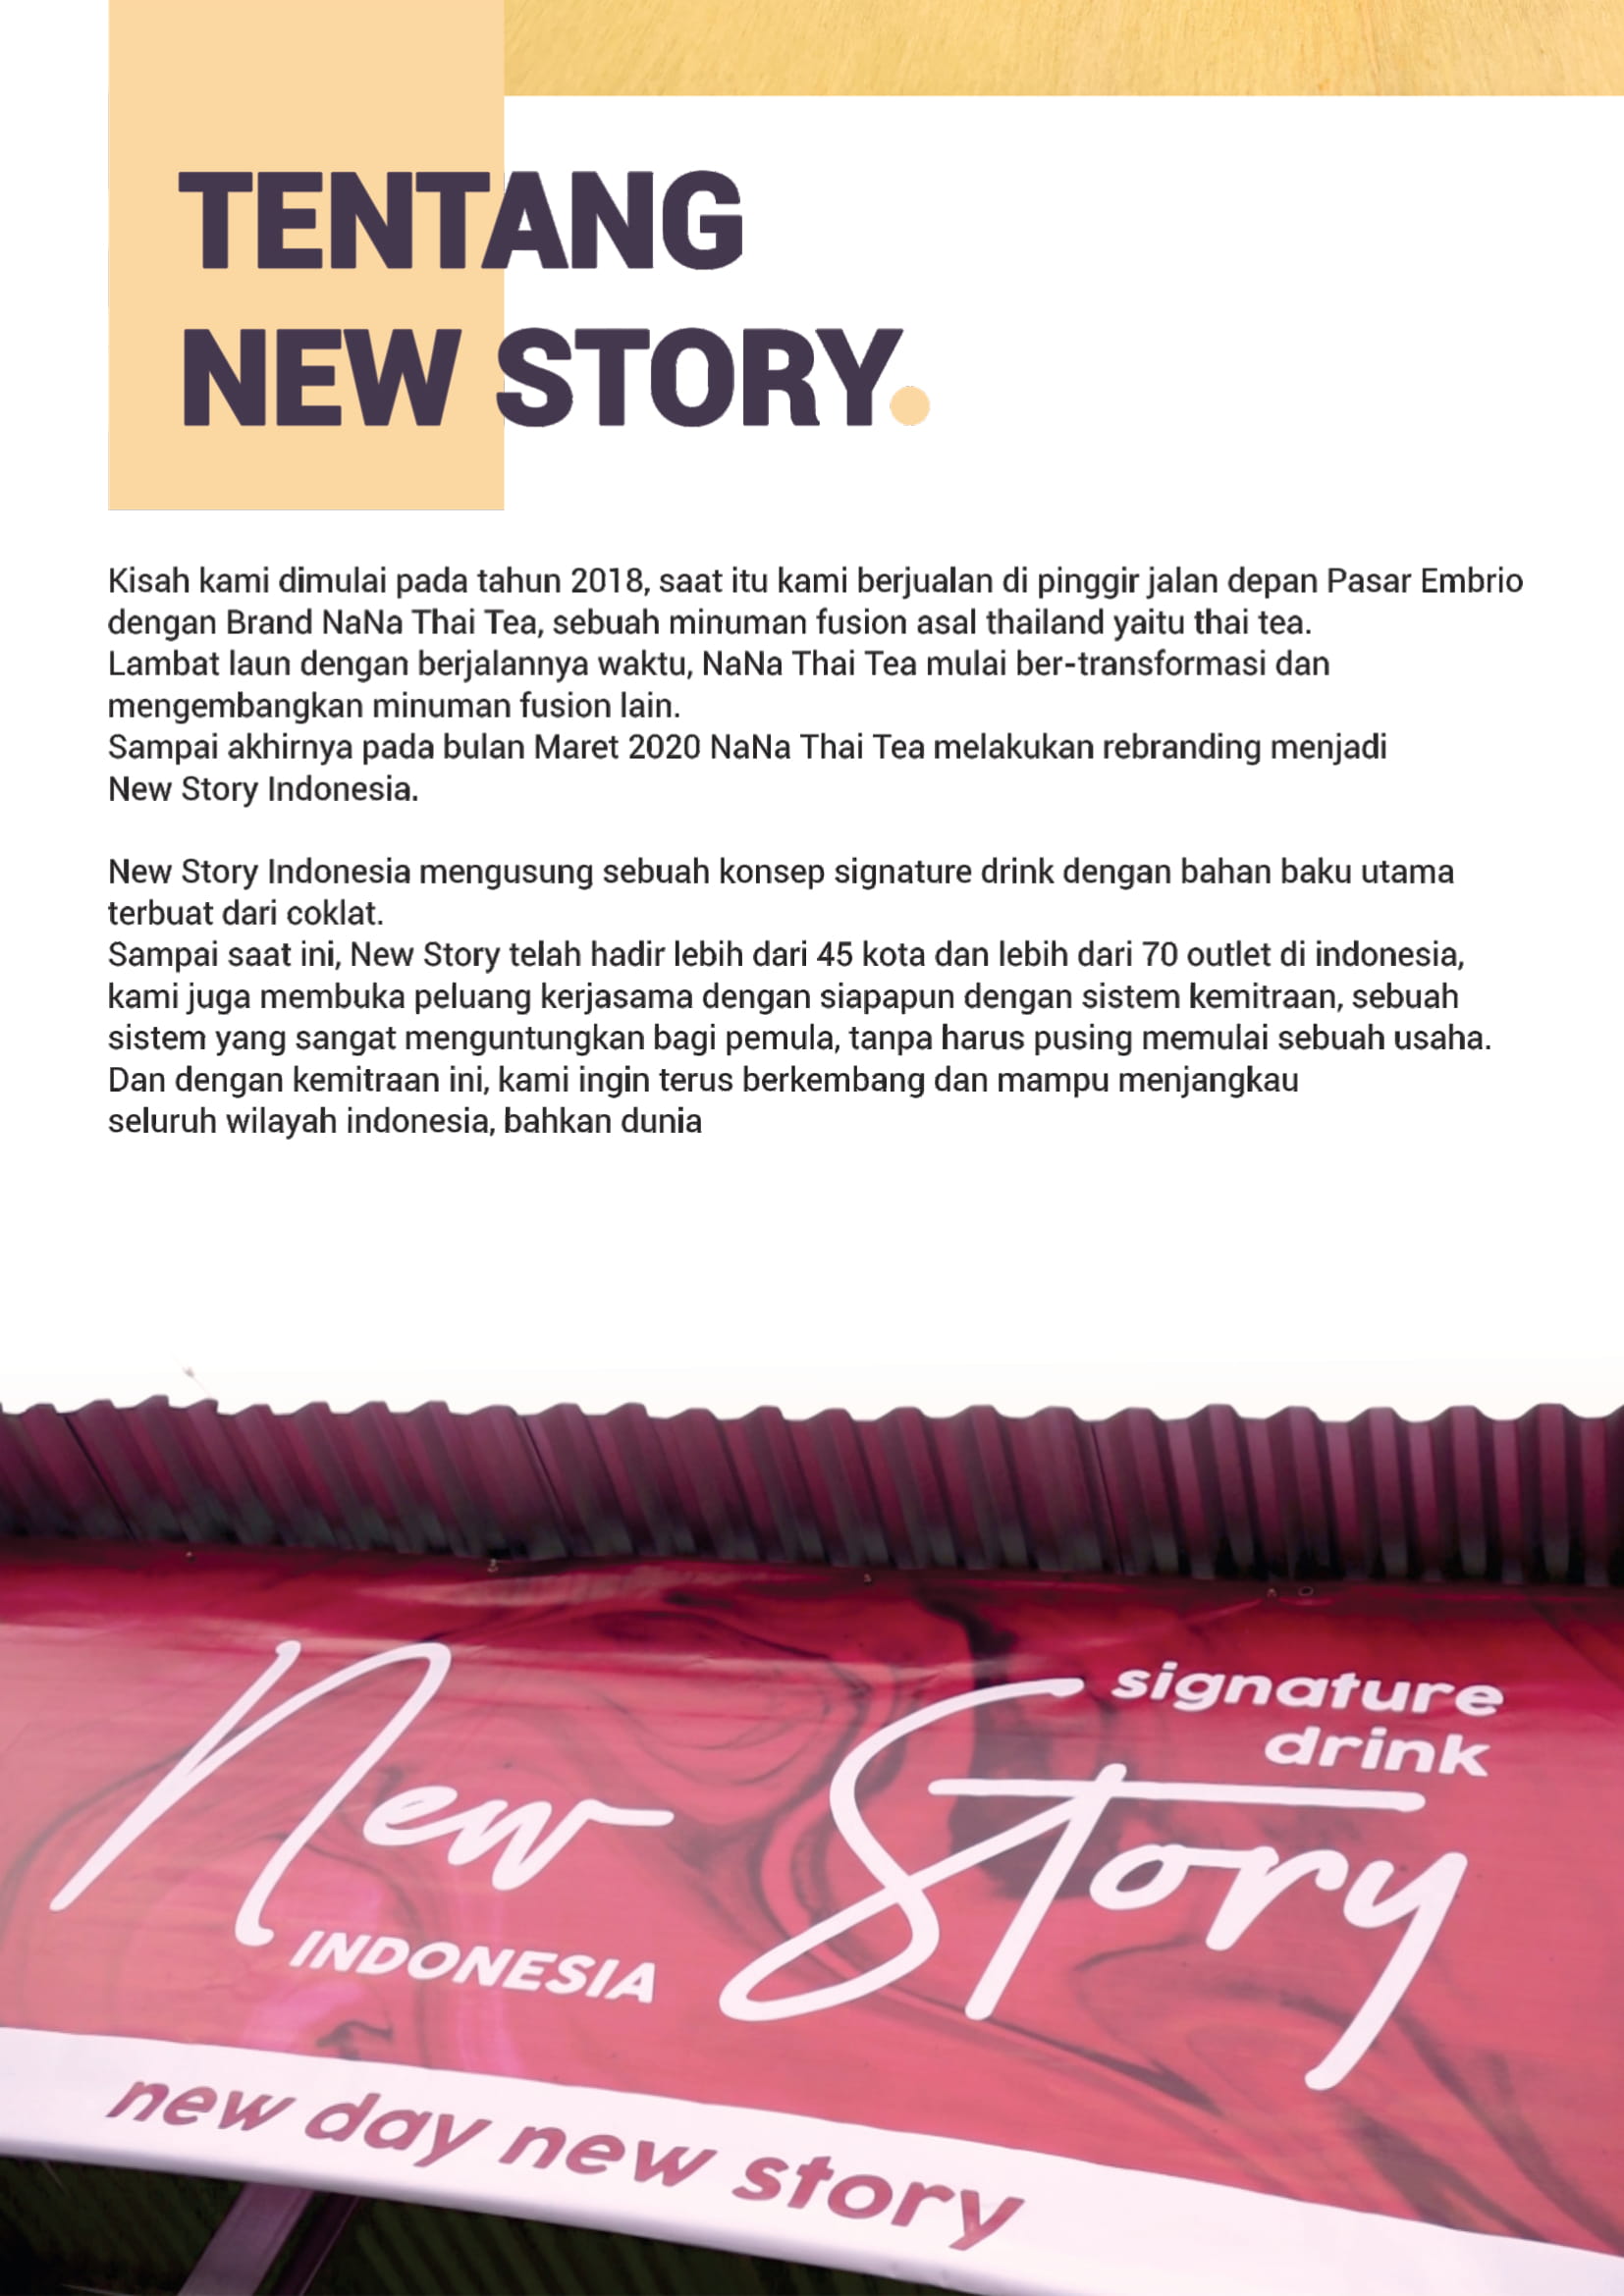 TENTANG
NEW STORY.
Kisah kami dimulai pada tahun 2018, saat itu kami berjualan di pinggir jalan depan Pasar Embrio
dengan Brand NaNa Thai Tea, sebuah minuman fusion asal thailand yaitu thai tea.
Lambat laun dengan berjalannya waktu, NaNa Thai Tea mulai ber-transformasi dan
mengembangkan minuman fusion lain.
Sampai akhirnya pada bulan Maret 2020 NaNa Thai Tea melakukan rebranding menjadi
New Story Indonesia.
New Story Indonesia mengusung sebuah konsep signature drink dengan bahan baku utama
terbuat dari coklat.
Sampai saat ini, New Story telah hadir lebih dari 45 kota dan lebih dari 70 outlet di indonesia,
kami juga membuka peluang kerjasama dengan siapapun dengan sistem kemitraan, sebuah
sistem yang sangat menguntungkan bagi pemula, tanpa harus pusing memulai sebuah usaha.
Dan dengan kemitraan ini, kami ingin terus berkembang dan mampu menjangkau
seluruh wilayah indonesia, bahkan dunia
signature
drink
New Story
INDONESIA
new day new story